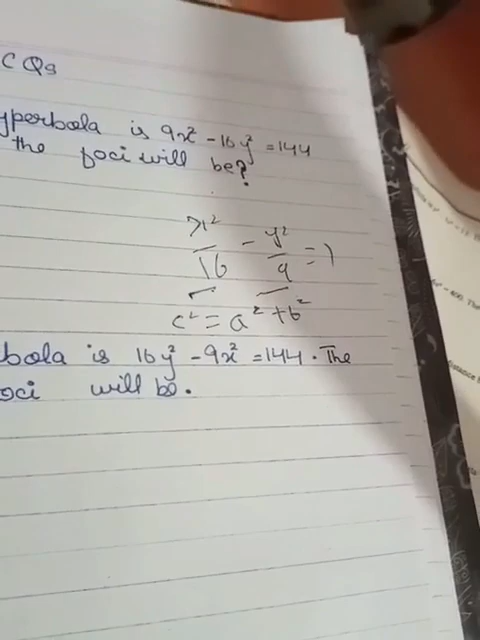 CQs
yperbola is 9x² - 16y² = 144
the foci will be?
x²/16 - y²/9 = 1
c² = a² + b²
bola is 16y² - 9x² = 144. The
oci will be.